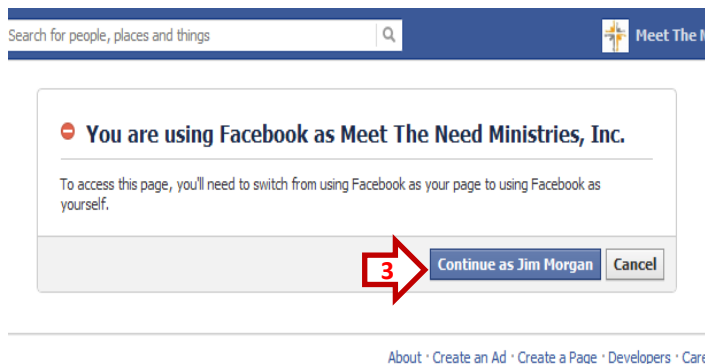 Search for people, places and things
Meet The
You are using Facebook as Meet The Need Ministries, Inc.
To access this page, you'll need to switch from using Facebook as your page to using Facebook as
yourself.
3
Continue as Jim Morgan
Cancel
About · Create an Ad · Create a Page · Developers ·